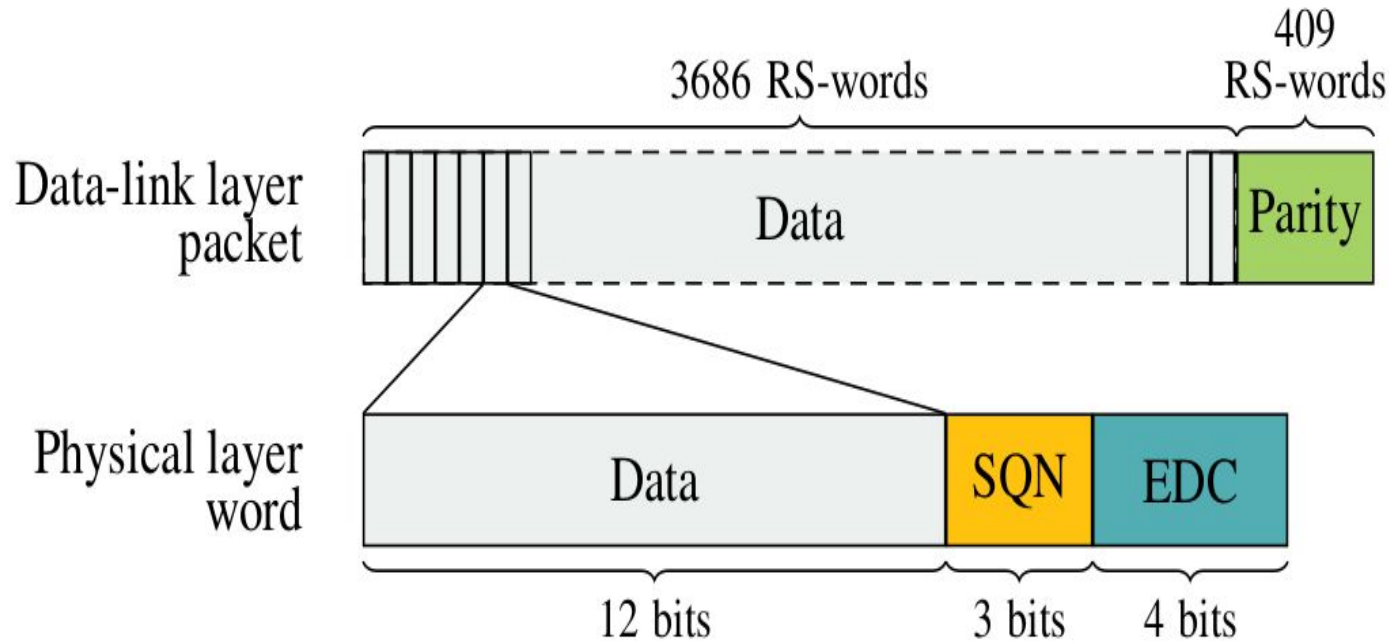 409
3686 RS-words
RS-words
Data-link layer
packet
Data
Parity
Physical layer
word
Data
SQN
EDC
12 bits
3 bits
4 bits